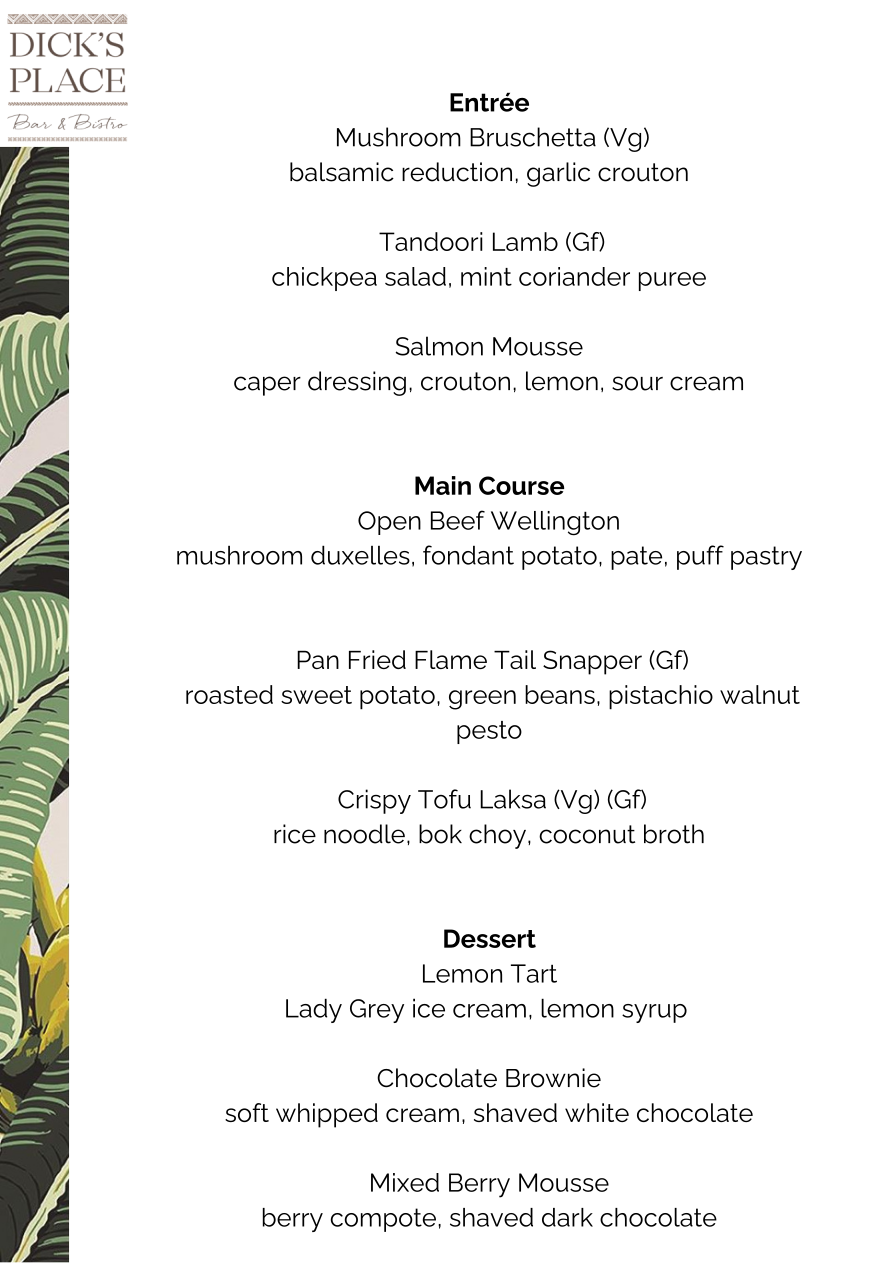 DICK'S
PLACE
Bar & Bistro
Entrée
Mushroom Bruschetta (Vg)
balsamic reduction, garlic crouton
Tandoori Lamb (Gf)
chickpea salad, mint coriander puree
Salmon Mousse
caper dressing, crouton, lemon, sour cream
Main Course
Open Beef Wellington
mushroom duxelles, fondant potato, pate, puff pastry
Pan Fried Flame Tail Snapper (Gf)
roasted sweet potato, green beans, pistachio walnut
pesto
Crispy Tofu Laksa (Vg) (Gf)
rice noodle, bok choy, coconut broth
Dessert
Lemon Tart
Lady Grey ice cream, lemon syrup
Chocolate Brownie
soft whipped cream, shaved white chocolate
Mixed Berry Mousse
berry compote, shaved dark chocolate